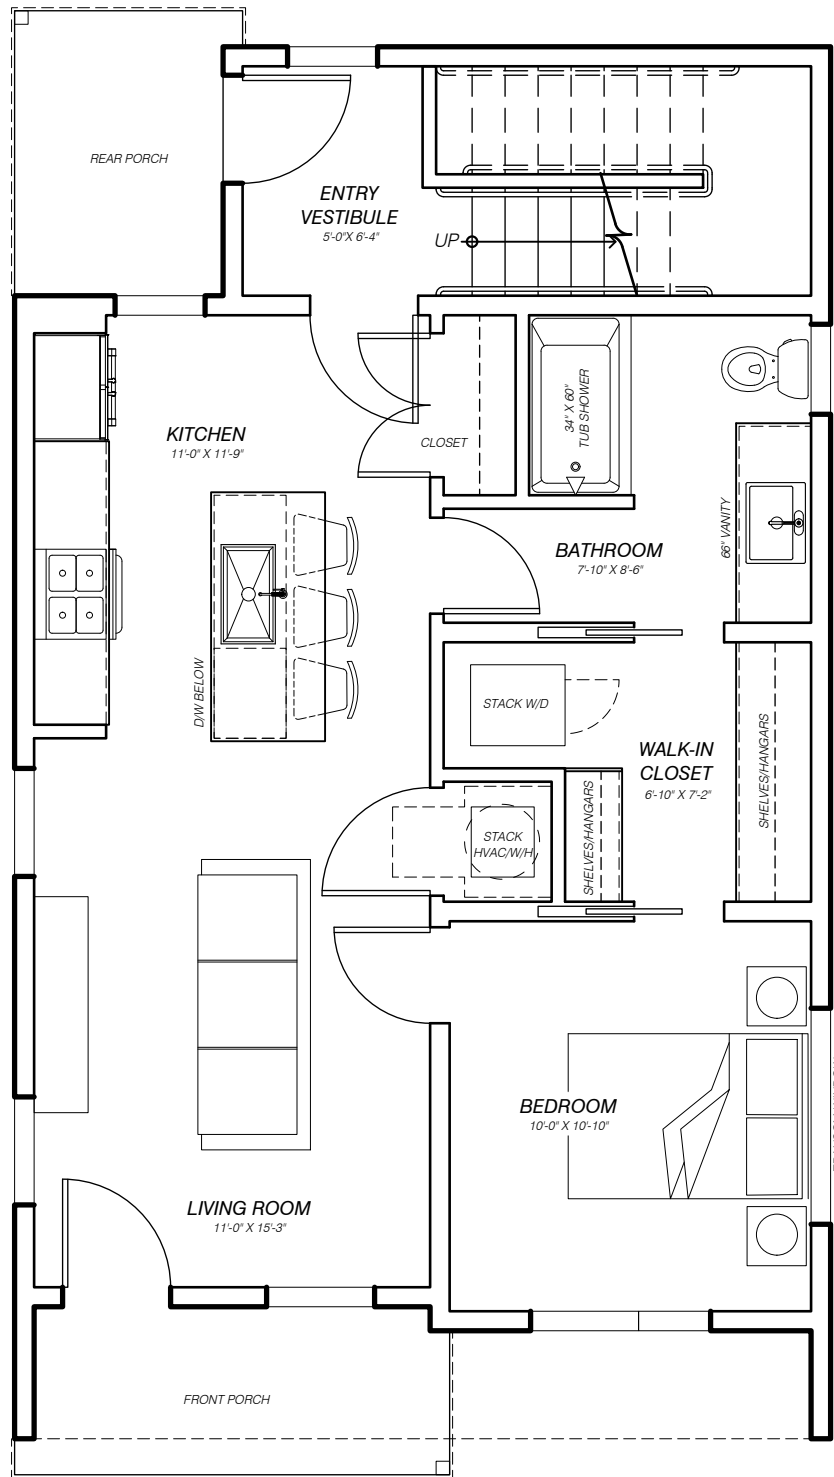 REAR PORCH
ENTRY
VESTIBULE
5'-0"X 6'-4"
UP
KITCHEN
11'-0" X 11'-9"
CLOSET
34" X 60"
TUB SHOWER
BATHROOM
7'-10" X 8'-6"
66" VANITY
D/W BELOW
STACK W/D
WALK-IN
CLOSET
6'-10" X 7'-2"
SHELVES/HANGARS
SHELVES/HANGARS
STACK
HVAC/W/H
BEDROOM
10'-0" X 10'-10"
LIVING ROOM
11'-0" X 15'-3"
FRONT PORCH